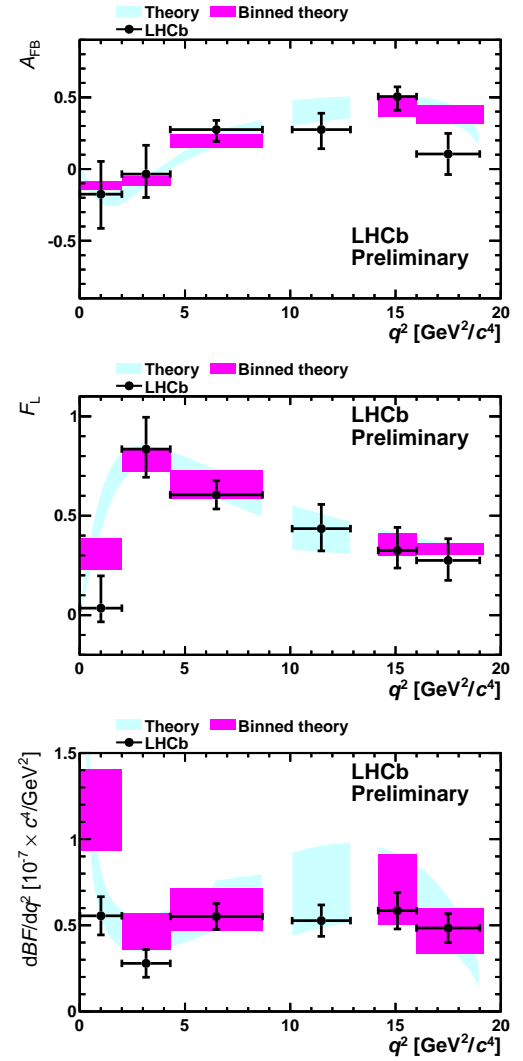 Theory Binned theory
LHCb
A_FB
0.5
0
-0.5
LHCb
Preliminary
0 5 10 15 20
q² [GeV²/c⁴]
Theory Binned theory
LHCb
F_L
1
0.5
0
LHCb
Preliminary
0 5 10 15 20
q² [GeV²/c⁴]
Theory Binned theory
LHCb
dBF/dq² [10⁻⁷ × c⁴/GeV²]
1.5
1
0.5
0
LHCb
Preliminary
0 5 10 15 20
q² [GeV²/c⁴]